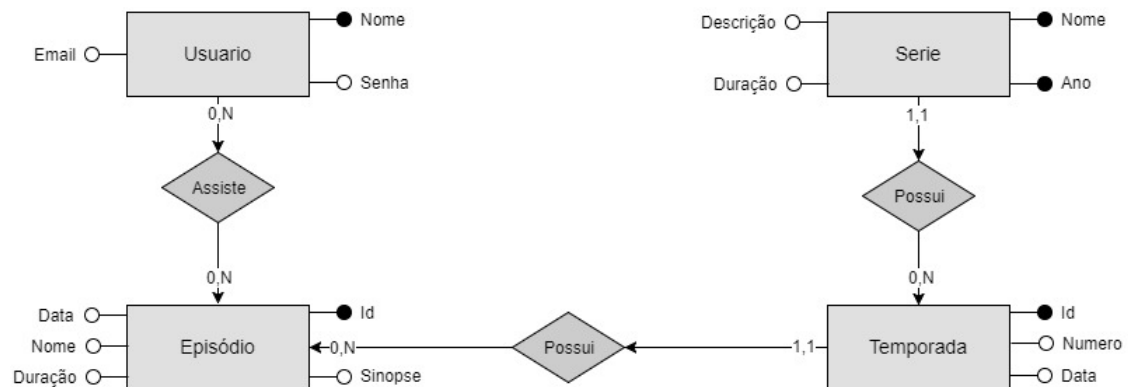 Nome
Email
Usuario
Senha
0,N
Assiste
0,N
Descrição
Nome
Serie
Duração
Ano
1,1
Possui
0,N
Data
Id
Nome
Episódio
Duração
Sinopse
0,N
Possui
1,1
Id
Temporada
Numero
Data